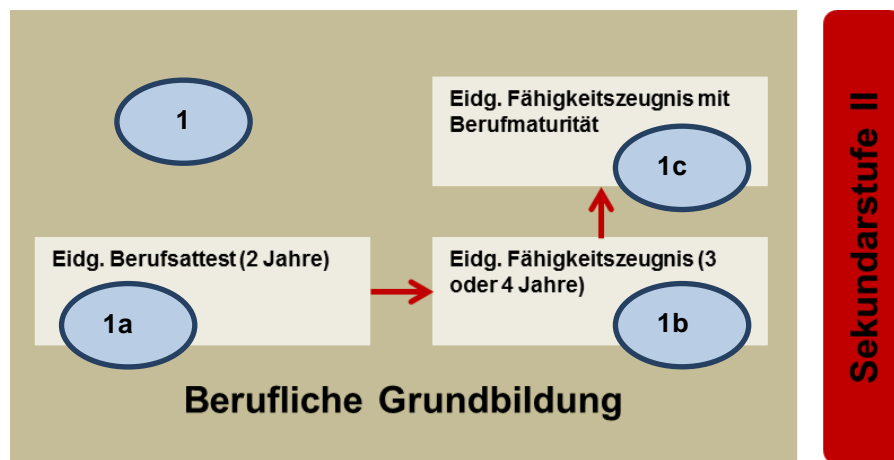 1
Eidg. Fähigkeitszeugnis mit
Berufmaturität
1c
Eidg. Berufsattest (2 Jahre)
1a
Eidg. Fähigkeitszeugnis (3
oder 4 Jahre)
1b
Berufliche Grundbildung
Sekundarstufe II